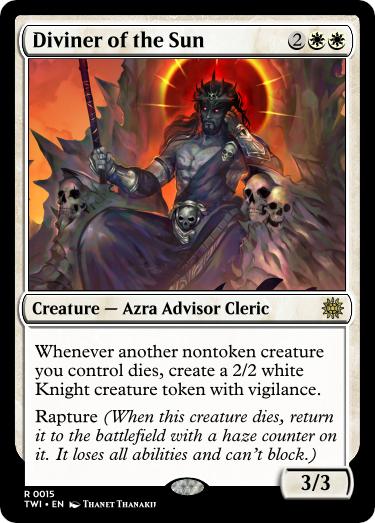 Diviner of the Sun 2
Creature — Azra Advisor Cleric
Whenever another nontoken creature
you control dies, create a 2/2 white
Knight creature token with vigilance.
Rapture (When this creature dies, return
it to the battlefield with a haze counter on
it. It loses all abilities and can't block.)
3/3
R 0015
TWI • EN Thanet Thanakij